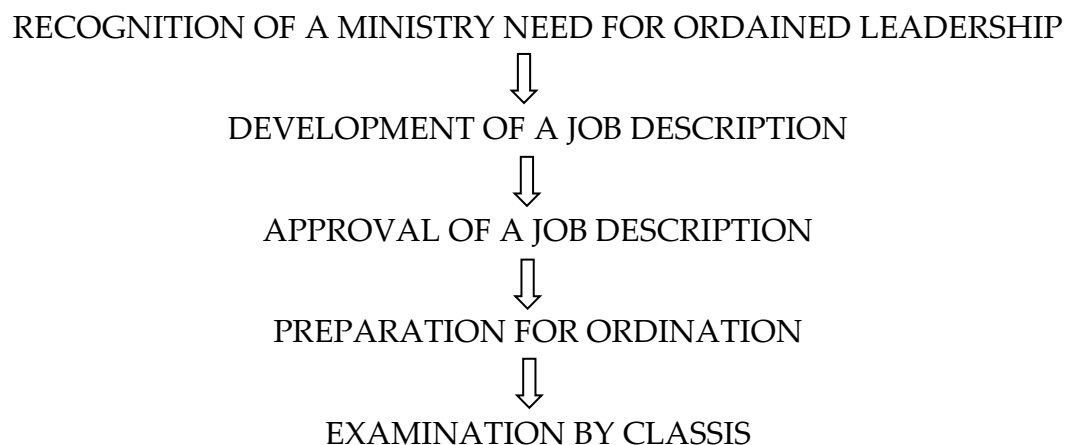 RECOGNITION OF A MINISTRY NEED FOR ORDAINED LEADERSHIP
DEVELOPMENT OF A JOB DESCRIPTION
APPROVAL OF A JOB DESCRIPTION
PREPARATION FOR ORDINATION
EXAMINATION BY CLASSIS